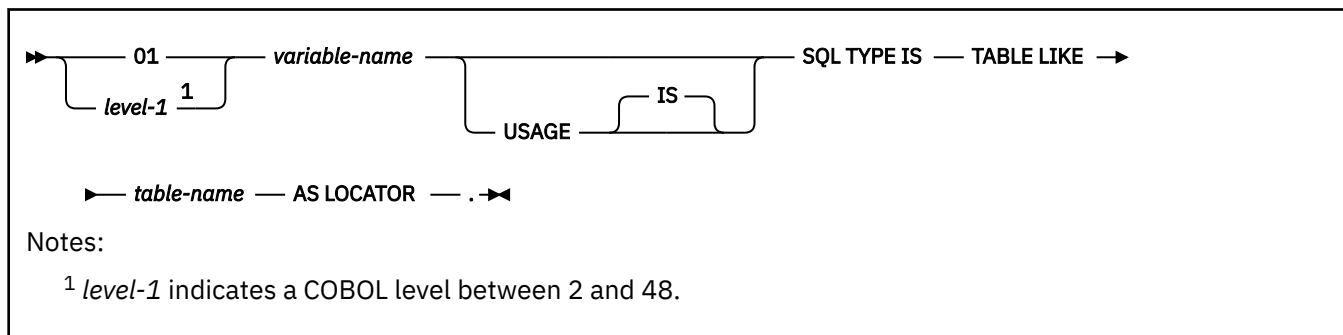 01 variable-name SQL TYPE IS TABLE LIKE
level-1 1 IS
USAGE
table-name AS LOCATOR .
Notes:
1 level-1 indicates a COBOL level between 2 and 48.